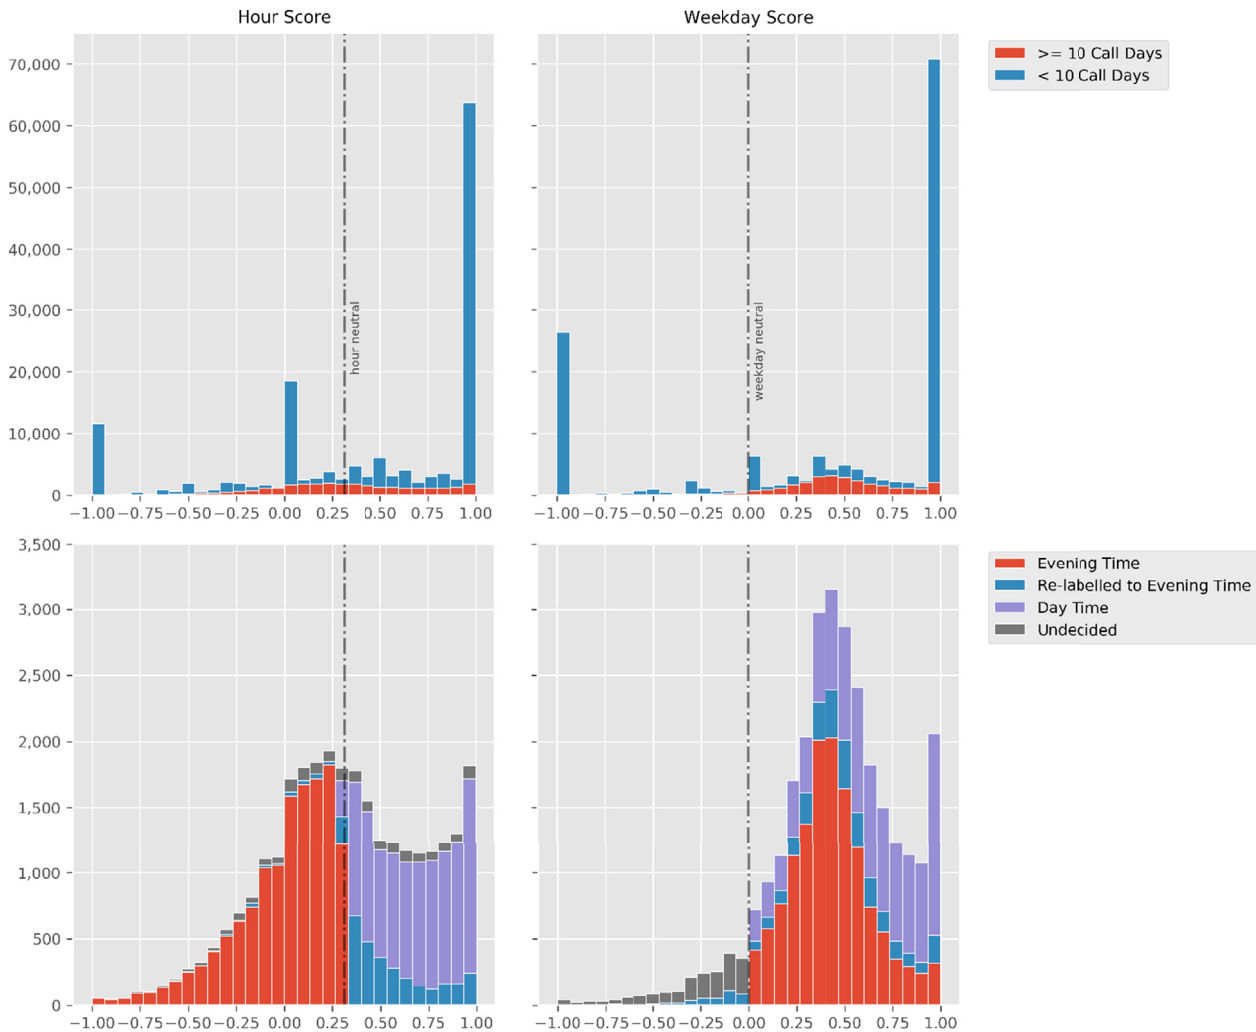 Hour Score
Weekday Score
70,000
60,000
50,000
40,000
30,000
20,000
10,000
0
hour neutral
weekday neutral
−1.00 −0.75 −0.50 −0.25 0.00 0.25 0.50 0.75 1.00
−1.00 −0.75 −0.50 −0.25 0.00 0.25 0.50 0.75 1.00
>= 10 Call Days
< 10 Call Days
3,500
3,000
2,500
2,000
1,500
1,000
500
0
−1.00 −0.75 −0.50 −0.25 0.00 0.25 0.50 0.75 1.00
−1.00 −0.75 −0.50 −0.25 0.00 0.25 0.50 0.75 1.00
Evening Time
Re-labelled to Evening Time
Day Time
Undecided